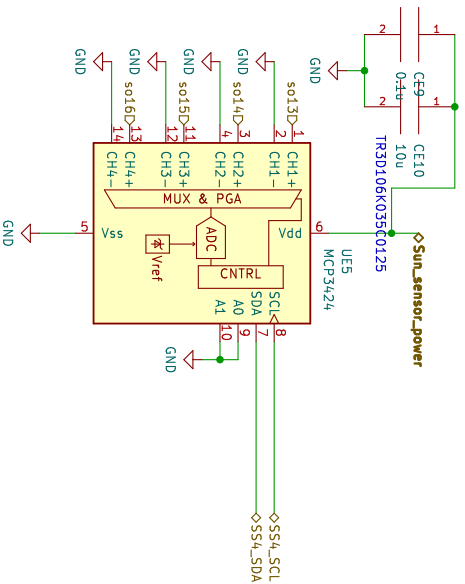 2 1
CE9
0.1u
2 1
CE10
10u
TR3D106K035C0125
GND
GND
GND
GND
GND
so16
so15
so14
so13
14 13 12 11 4 3 2 1
CH4-
CH4+
CH3-
CH3+
CH2-
CH2+
CH1-
CH1+
MUX & PGA
ADC
Vref
CNTRL
5 Vss
GND
Vdd 6
UE5
MCP3424
Sun_sensor_power
A1
A0
SDA
SCL
10 9 7 8
GND
SS4_SDA
SS4_SCL